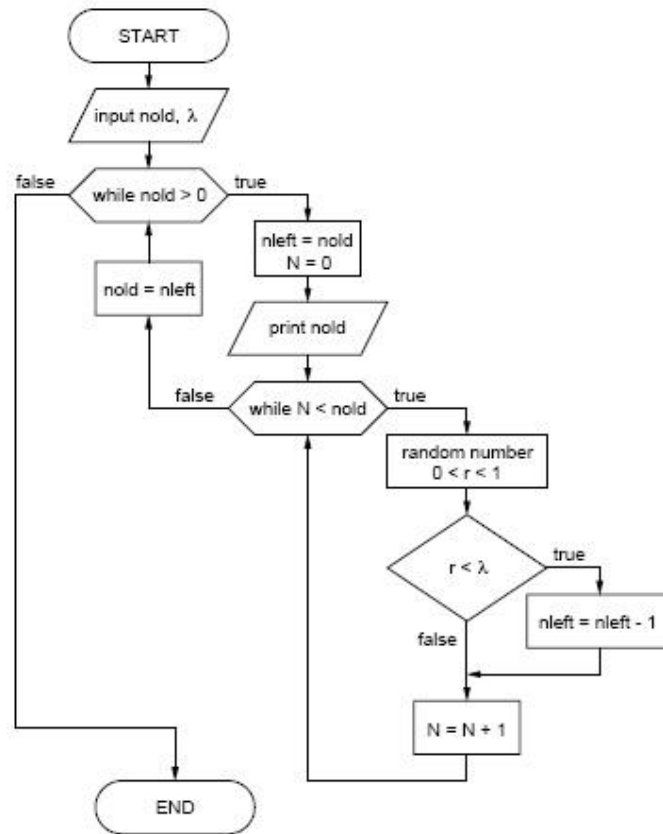 START
input nold, λ
false
while nold > 0
true
nleft = nold
N = 0
nold = nleft
print nold
false
while N < nold
true
random number
0 < r < 1
r < λ
true
nleft = nleft - 1
false
N = N + 1
END